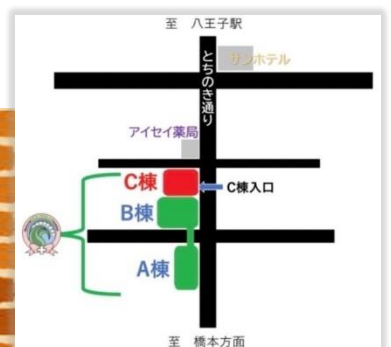 至 八王子駅
とちのき通り
サンホテル
アイセイ薬局
C棟
C棟入口
B棟
A棟
至 橋本方面